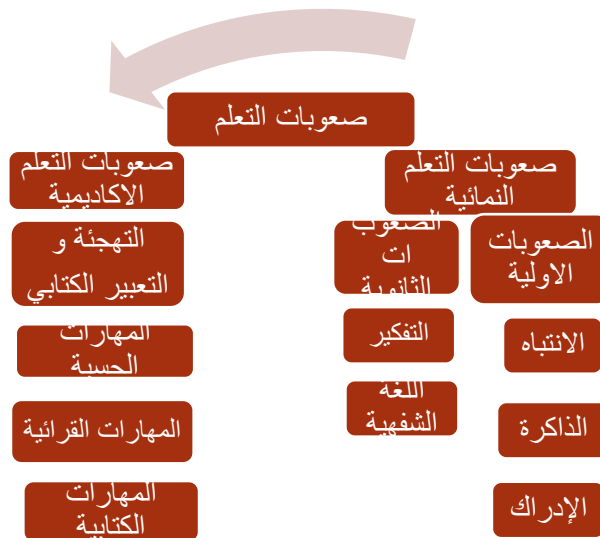 صعوبات التعلم
صعوبات التعلم
النمائية
الصعوبات
الاولية
الانتباه
الذاكرة
الإدراك
الصعوب
ات
الثانوية
التفكير
اللغة
الشفهية
صعوبات التعلم
الاكاديمية
التهجئة و
التعبير الكتابي
المهارات
الحسبة
المهارات القرائية
المهارات
الكتابية